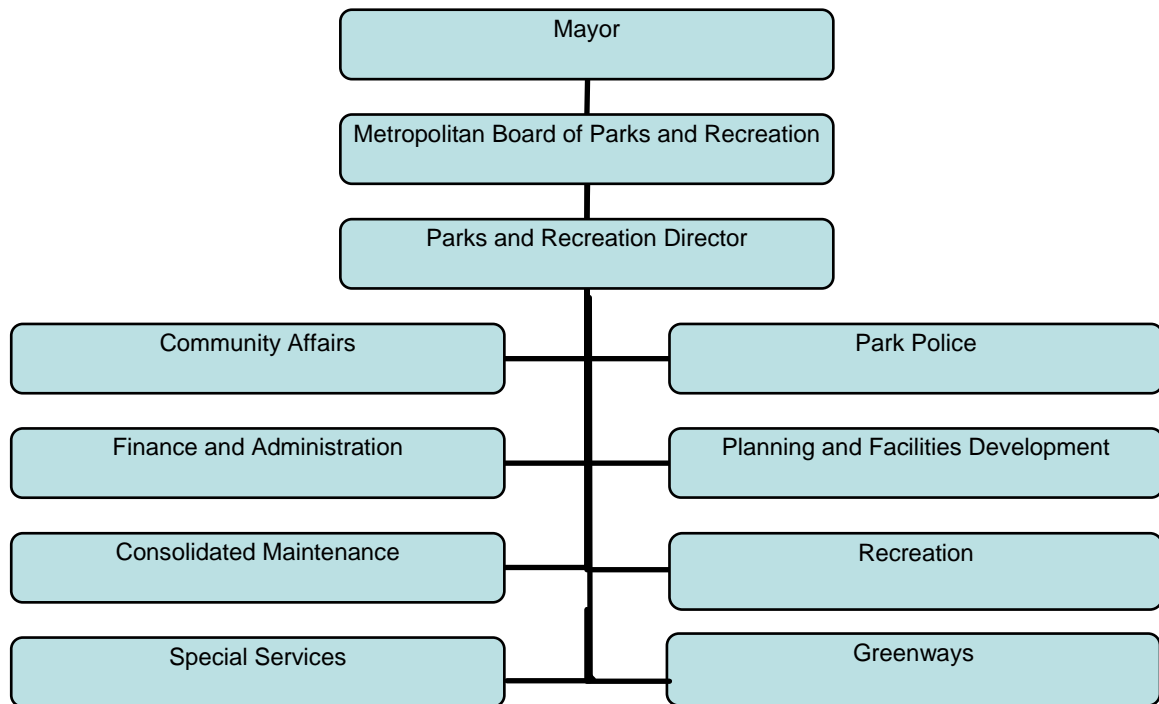 Mayor
Metropolitan Board of Parks and Recreation
Parks and Recreation Director
Community Affairs
Park Police
Finance and Administration
Planning and Facilities Development
Consolidated Maintenance
Recreation
Special Services
Greenways